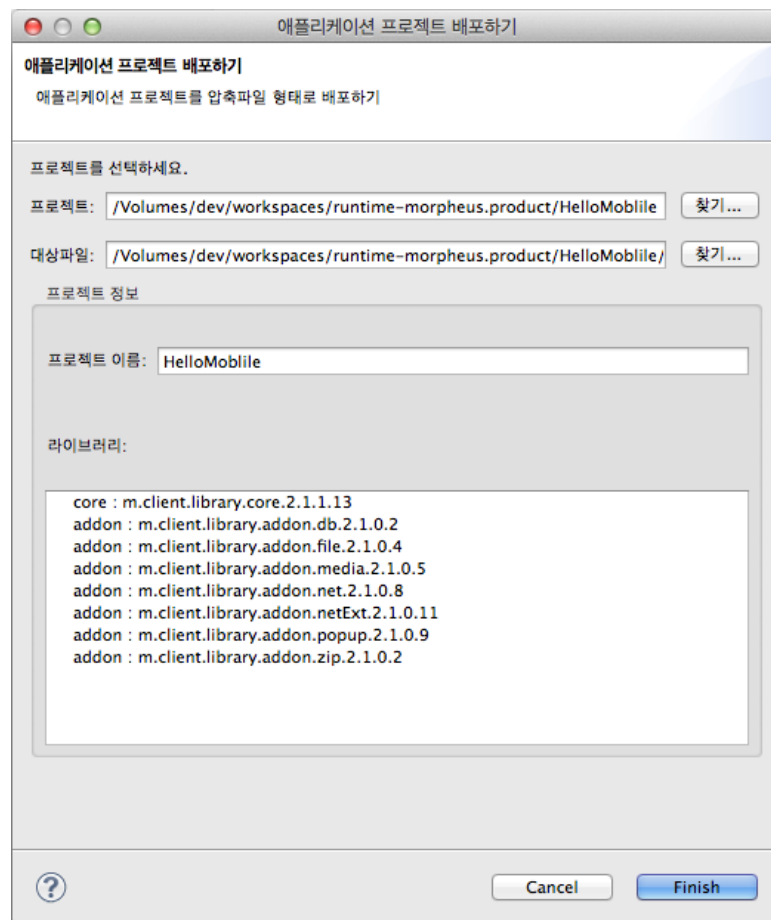 애플리케이션 프로젝트 배포하기
애플리케이션 프로젝트 배포하기
애플리케이션 프로젝트를 압축파일 형태로 배포하기
프로젝트를 선택하세요.
프로젝트: /Volumes/dev/workspaces/runtime-morpheus.product/HelloMoblile 찾기...
대상파일: /Volumes/dev/workspaces/runtime-morpheus.product/HelloMoblile/ 찾기...
프로젝트 정보
프로젝트 이름: HelloMoblile
라이브러리:
core : m.client.library.core.2.1.1.13
addon : m.client.library.addon.db.2.1.0.2
addon : m.client.library.addon.file.2.1.0.4
addon : m.client.library.addon.media.2.1.0.5
addon : m.client.library.addon.net.2.1.0.8
addon : m.client.library.addon.netExt.2.1.0.11
addon : m.client.library.addon.popup.2.1.0.9
addon : m.client.library.addon.zip.2.1.0.2
? Cancel Finish